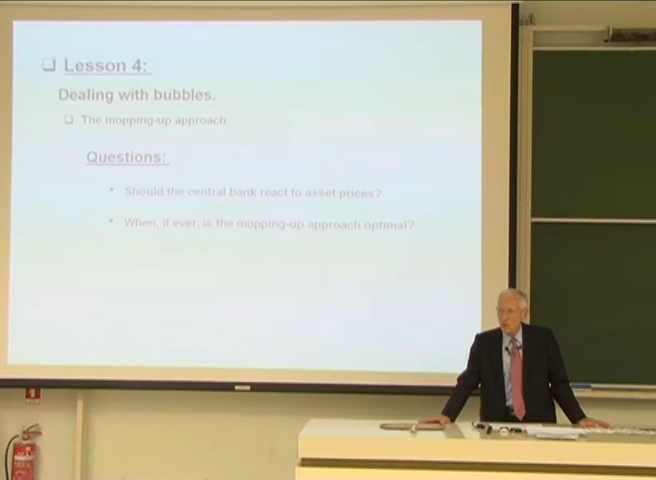 Lesson 4:
Dealing with bubbles.
The mopping-up approach.
Questions:
Should the central bank react to asset prices?
When, if ever, is the mopping-up approach optimal?